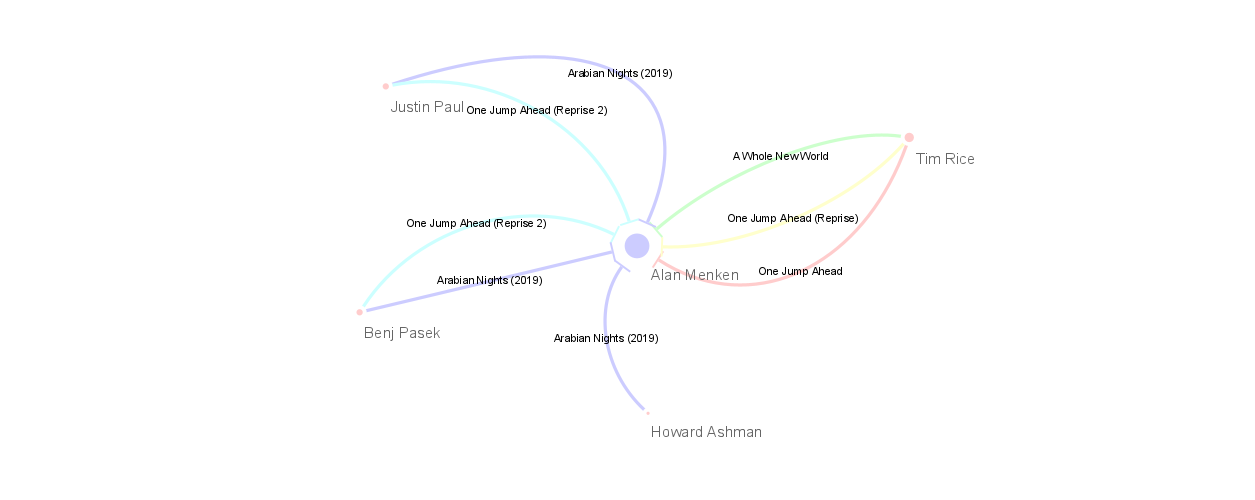 Arabian Nights (2019)
Justin Paul
One Jump Ahead (Reprise 2)
A Whole New World
Tim Rice
One Jump Ahead (Reprise 2)
One Jump Ahead (Reprise)
Alan Menken
One Jump Ahead
Arabian Nights (2019)
Benj Pasek
Arabian Nights (2019)
Howard Ashman